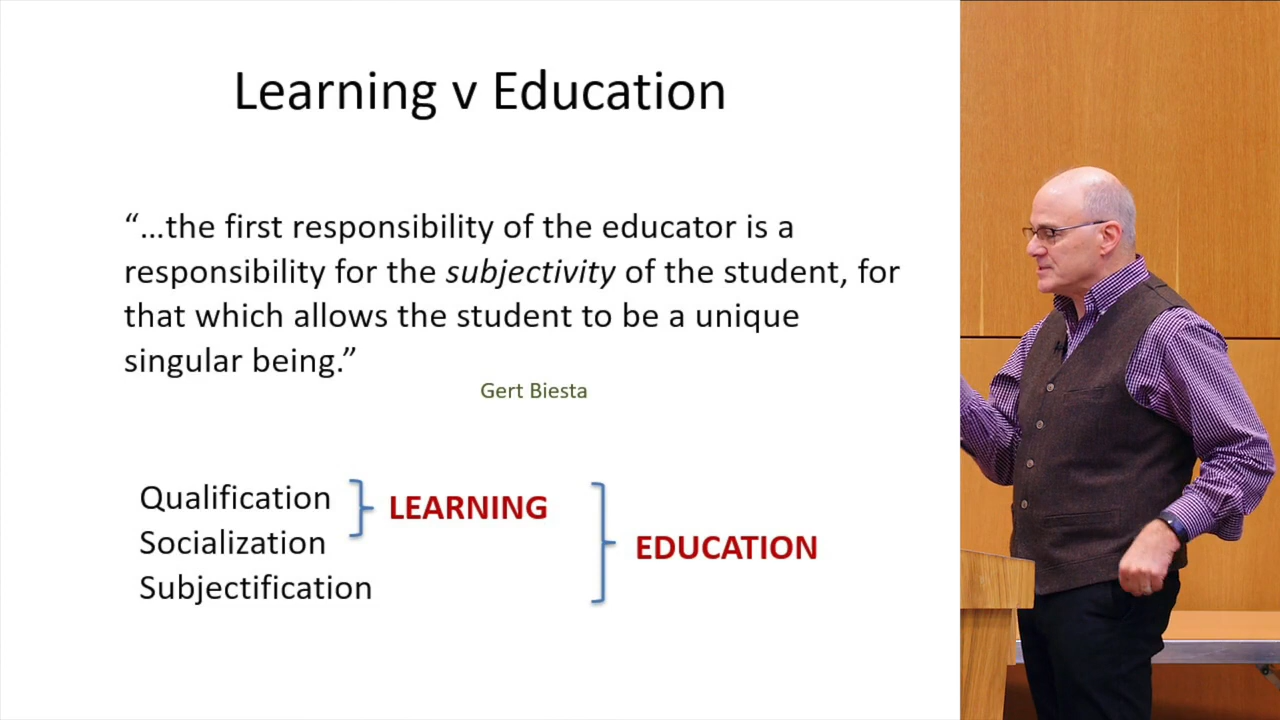 Learning v Education
“...the first responsibility of the educator is a
responsibility for the subjectivity of the student, for
that which allows the student to be a unique
singular being.”
Gert Biesta
Qualification
Socialization
Subjectification
LEARNING
EDUCATION